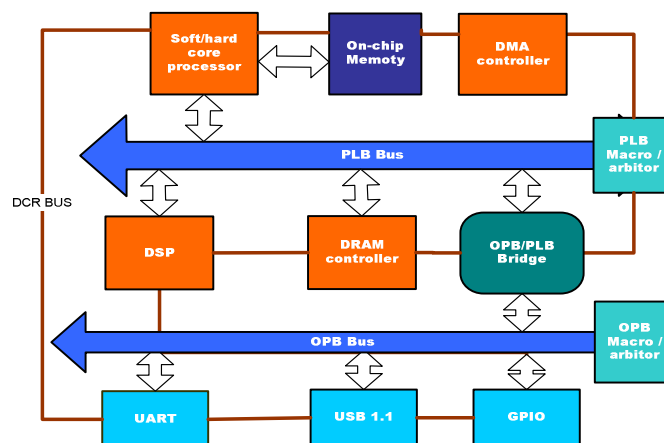 Soft/hard
core
processor
On-chip
Memoty
DMA
controller
PLB
Macro /
arbitor
PLB Bus
DCR BUS
DSP
DRAM
controller
OPB/PLB
Bridge
OPB
Macro /
arbitor
OPB Bus
UART
USB 1.1
GPIO